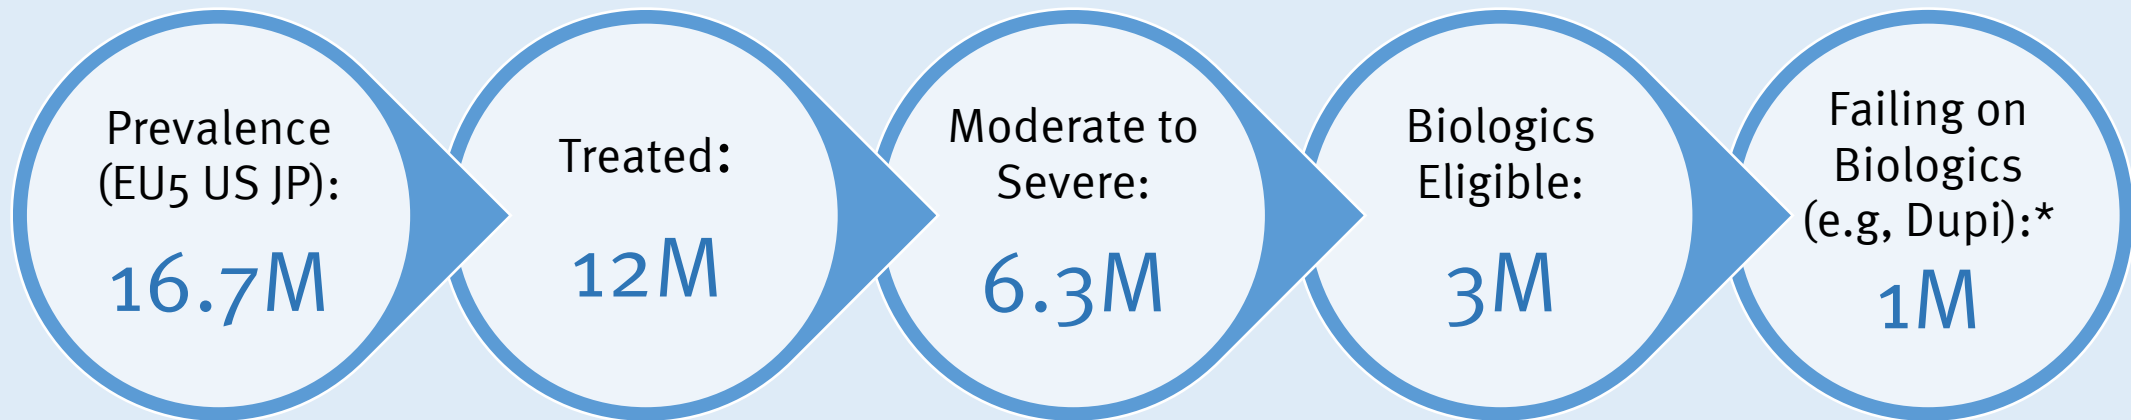 Prevalence
(EU5 US JP):
16.7M
Treated:
12M
Moderate to
Severe:
6.3M
Biologics
Eligible:
3M
Failing on
Biologics
(e.g, Dupi):*
1M